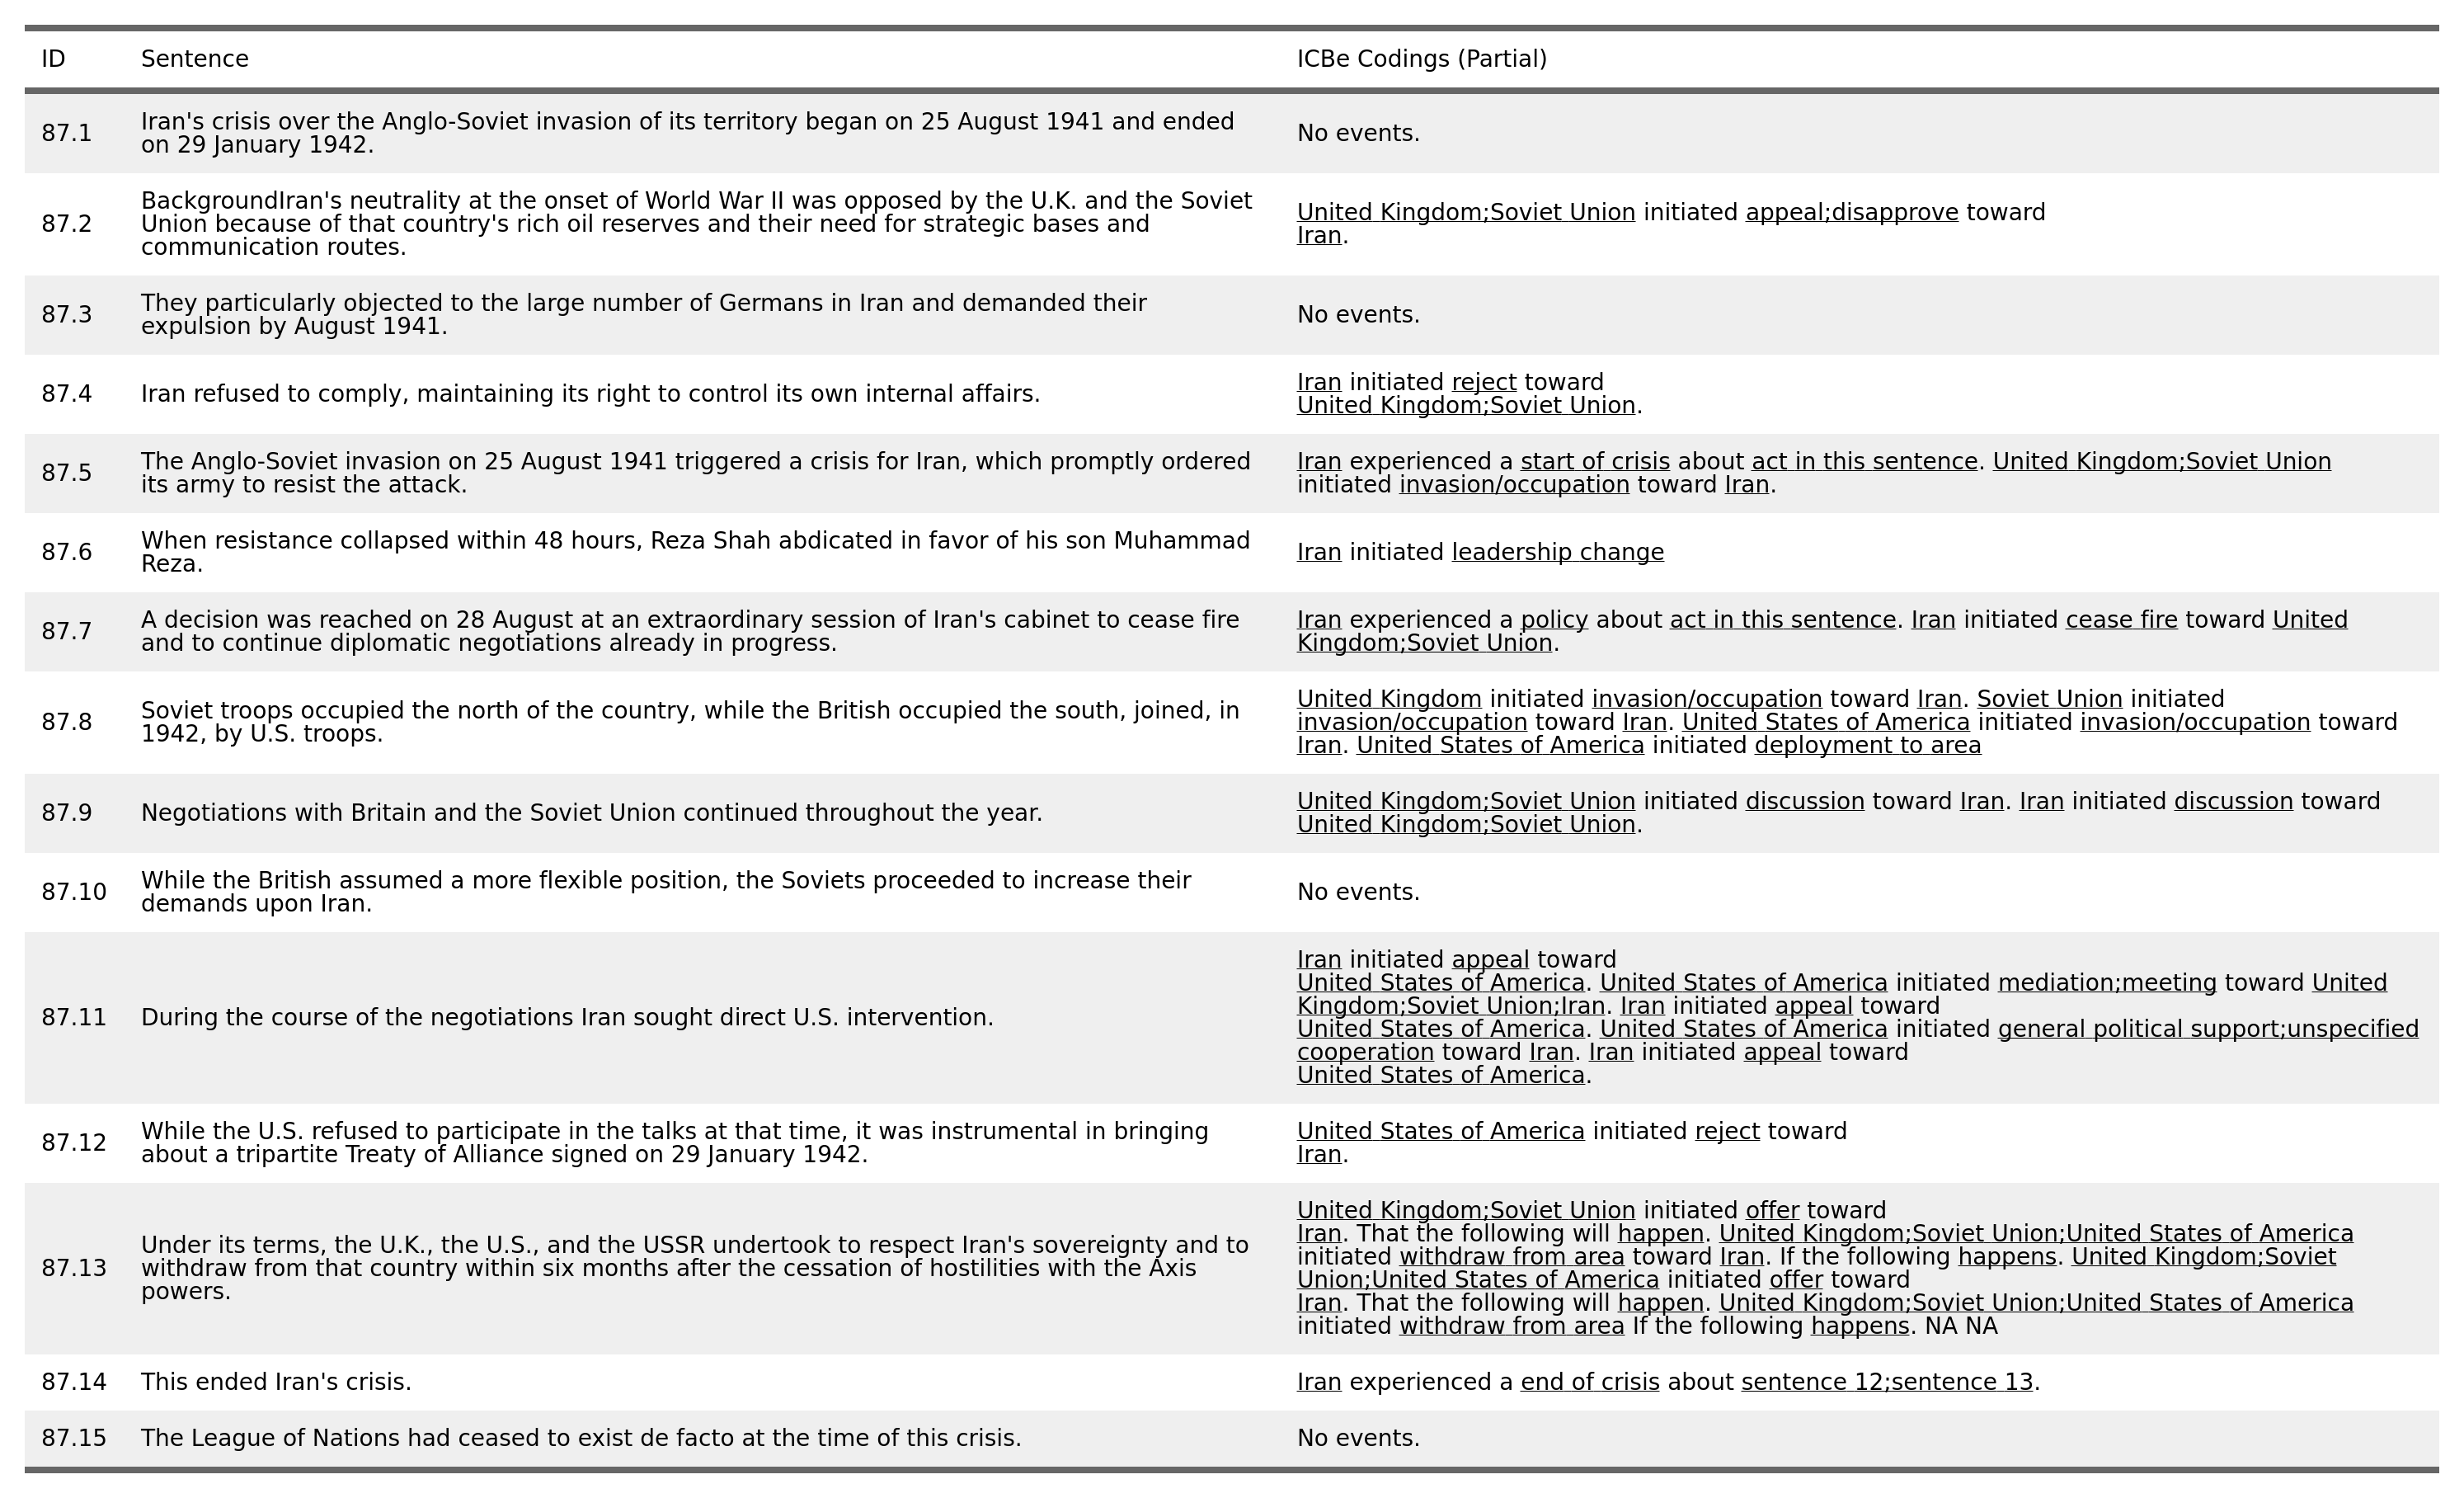 ID Sentence ICBe Codings (Partial)
87.1 Iran's crisis over the Anglo-Soviet invasion of its territory began on 25 August 1941 and ended
on 29 January 1942.
No events.
87.2 BackgroundIran's neutrality at the onset of World War II was opposed by the U.K. and the Soviet
Union because of that country's rich oil reserves and their need for strategic bases and
communication routes.
United Kingdom;Soviet Union initiated appeal;disapprove toward
Iran.
87.3 They particularly objected to the large number of Germans in Iran and demanded their
expulsion by August 1941.
No events.
87.4 Iran refused to comply, maintaining its right to control its own internal affairs.
Iran initiated reject toward
United Kingdom;Soviet Union.
87.5 The Anglo-Soviet invasion on 25 August 1941 triggered a crisis for Iran, which promptly ordered
its army to resist the attack.
Iran experienced a start of crisis about act in this sentence. United Kingdom;Soviet Union
initiated invasion/occupation toward Iran.
87.6 When resistance collapsed within 48 hours, Reza Shah abdicated in favor of his son Muhammad
Reza.
Iran initiated leadership change
87.7 A decision was reached on 28 August at an extraordinary session of Iran's cabinet to cease fire
and to continue diplomatic negotiations already in progress.
Iran experienced a policy about act in this sentence. Iran initiated cease fire toward United
Kingdom;Soviet Union.
87.8 Soviet troops occupied the north of the country, while the British occupied the south, joined, in
1942, by U.S. troops.
United Kingdom initiated invasion/occupation toward Iran. Soviet Union initiated
invasion/occupation toward Iran. United States of America initiated invasion/occupation toward
Iran. United States of America initiated deployment to area
87.9 Negotiations with Britain and the Soviet Union continued throughout the year.
United Kingdom;Soviet Union initiated discussion toward Iran. Iran initiated discussion toward
United Kingdom;Soviet Union.
87.10 While the British assumed a more flexible position, the Soviets proceeded to increase their
demands upon Iran.
No events.
87.11 During the course of the negotiations Iran sought direct U.S. intervention.
Iran initiated appeal toward
United States of America. United States of America initiated mediation;meeting toward United
Kingdom;Soviet Union;Iran. Iran initiated appeal toward
United States of America. United States of America initiated general political support;unspecified
cooperation toward Iran. Iran initiated appeal toward
United States of America.
87.12 While the U.S. refused to participate in the talks at that time, it was instrumental in bringing
about a tripartite Treaty of Alliance signed on 29 January 1942.
United States of America initiated reject toward
Iran.
87.13 Under its terms, the U.K., the U.S., and the USSR undertook to respect Iran's sovereignty and to
withdraw from that country within six months after the cessation of hostilities with the Axis
powers.
United Kingdom;Soviet Union initiated offer toward
Iran. That the following will happen. United Kingdom;Soviet Union;United States of America
initiated withdraw from area toward Iran. If the following happens. United Kingdom;Soviet
Union;United States of America initiated offer toward
Iran. That the following will happen. United Kingdom;Soviet Union;United States of America
initiated withdraw from area If the following happens. NA NA
87.14 This ended Iran's crisis.
Iran experienced a end of crisis about sentence 12;sentence 13.
87.15 The League of Nations had ceased to exist de facto at the time of this crisis.
No events.